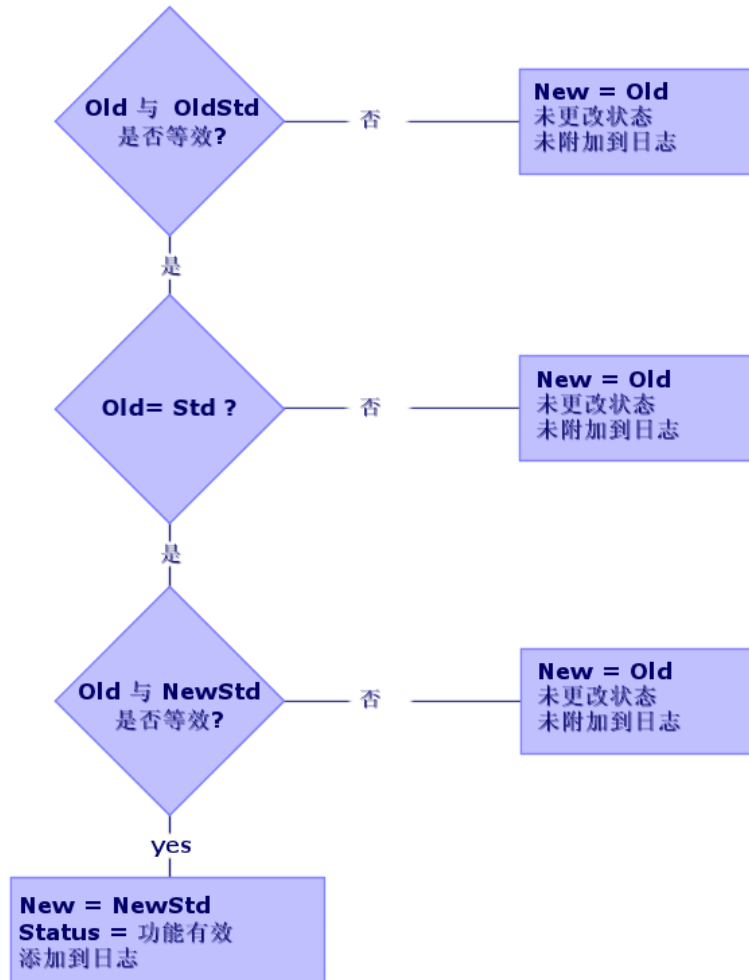 Old 与 OldStd
是否等效?
否
New = Old
未更改状态
未附加到日志
是
Old= Std ?
否
New = Old
未更改状态
未附加到日志
是
Old 与 NewStd
是否等效?
否
New = Old
未更改状态
未附加到日志
yes
New = NewStd
Status = 功能有效
添加到日志